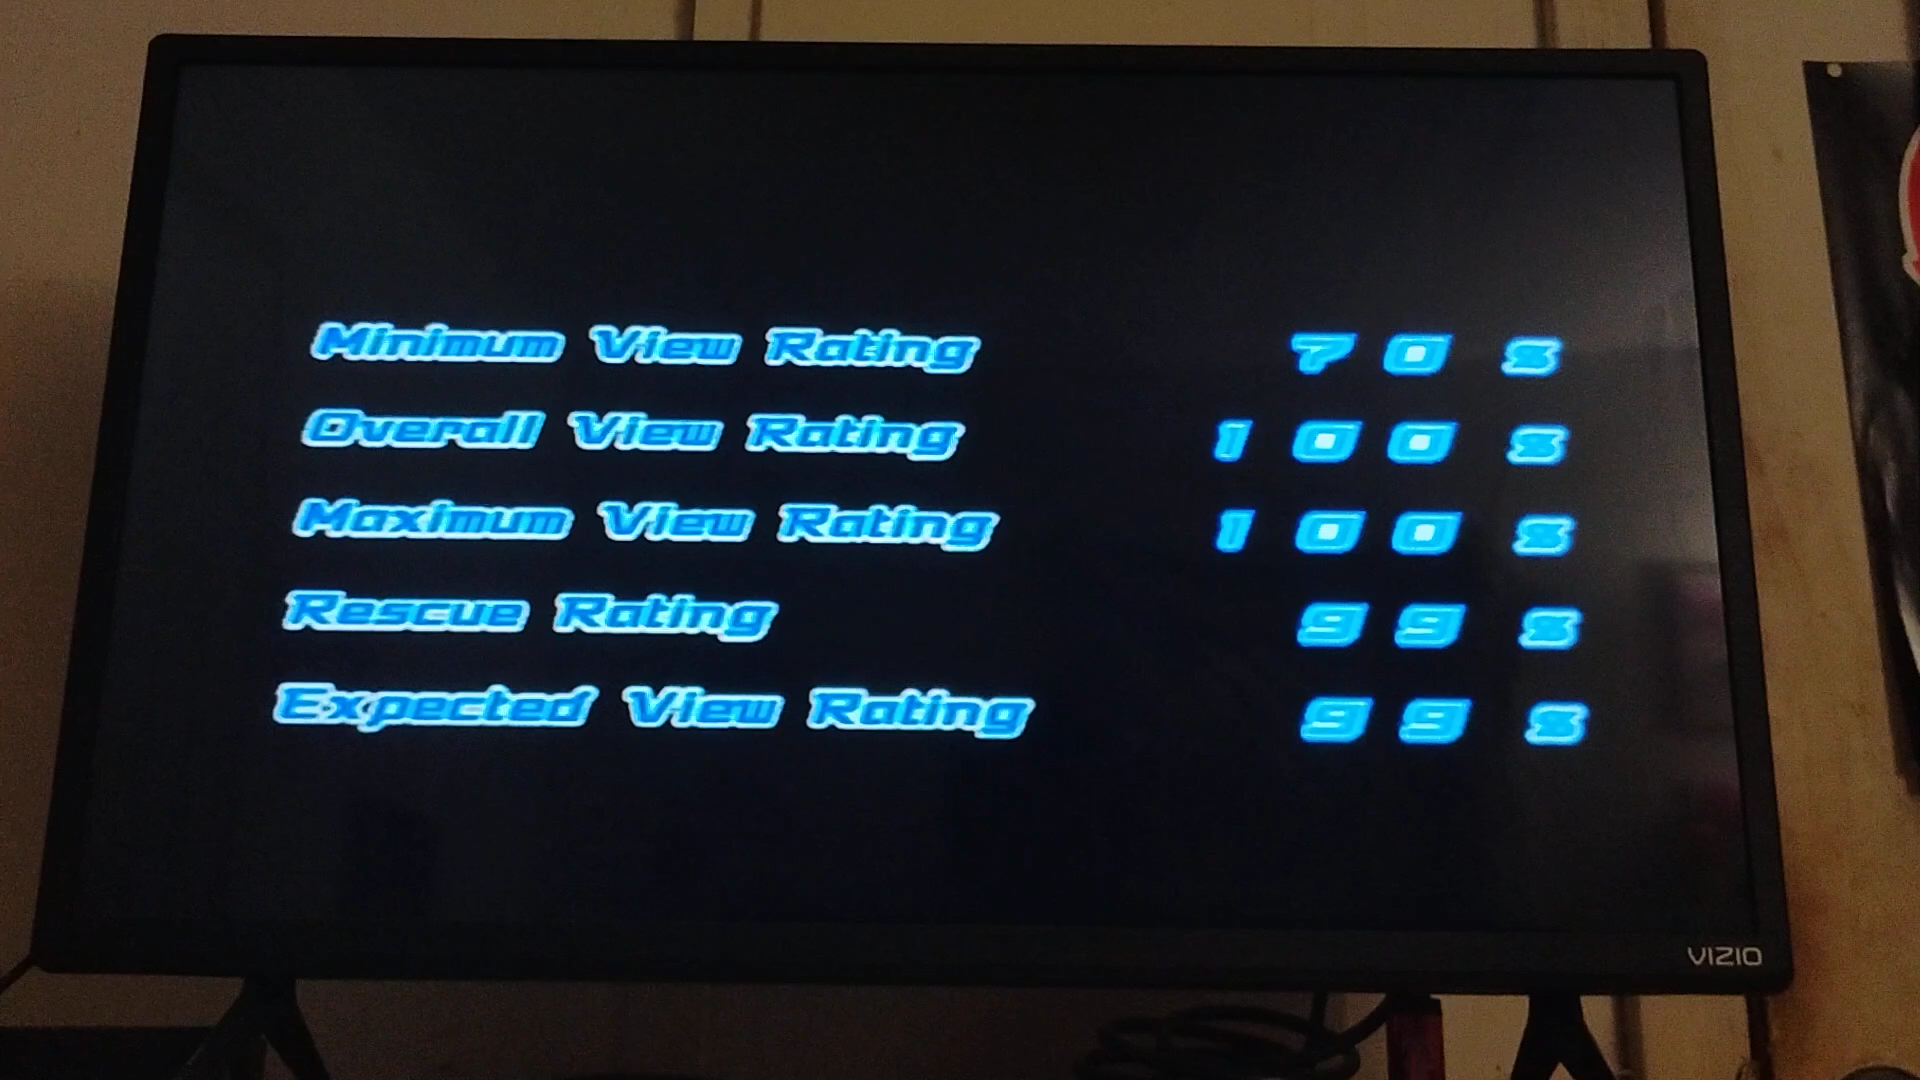 Minimum View Rating 70 s
Overall View Rating 100 s
Maximum View Rating 100 s
Rescue Rating 99 s
Expected View Rating 99 s
VIZIO